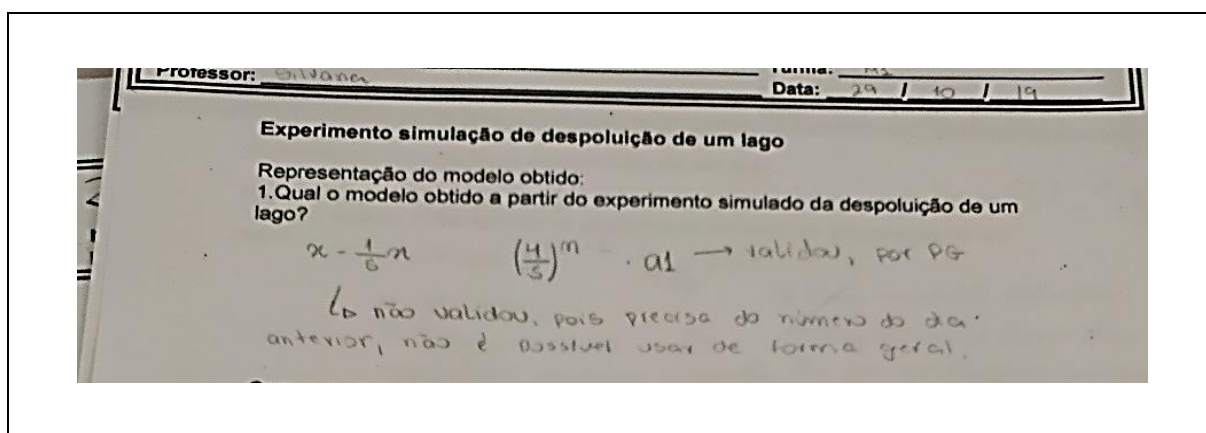 Professor: Silvana Turma: M2
Data: 29 / 10 / 19
Experimento simulação de despoluição de um lago
Representação do modelo obtido:
1.Qual o modelo obtido a partir do experimento simulado da despoluição de um
lago?
x - 1/5 x (4/5)^n . a1 → validou, por PG
↳ não validou, pois precisa do número do dia
anterior, não é possível usar de forma geral.